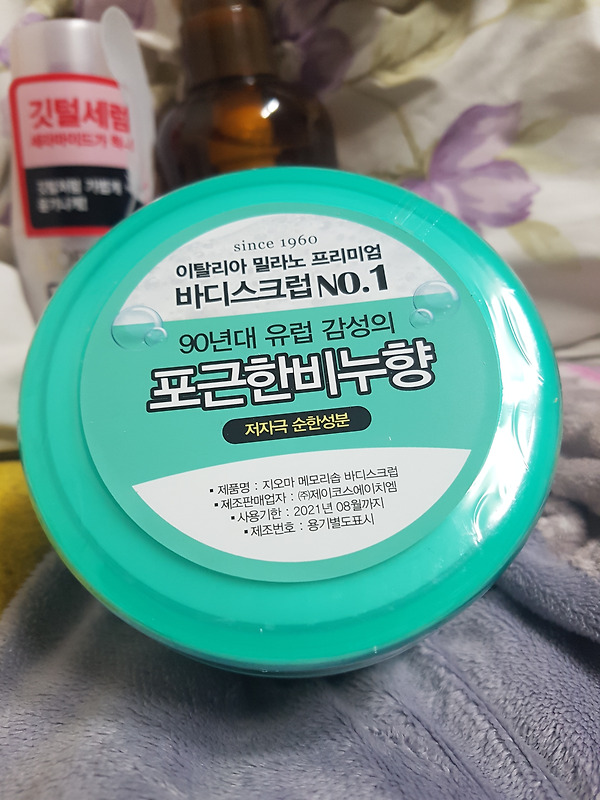 깃털세럼
since 1960
이탈리아 밀라노 프리미엄
바디스크럽 NO.1
90년대 유럽 감성의
포근한비누향
저자극 순한성분
• 제품명 : 지오마 메모리솝 바디스크럽
• 제조판매업자 : ㈜제이코스에이치엠
• 사용기한 : 2021년 08월까지
• 제조번호 : 용기별도표시